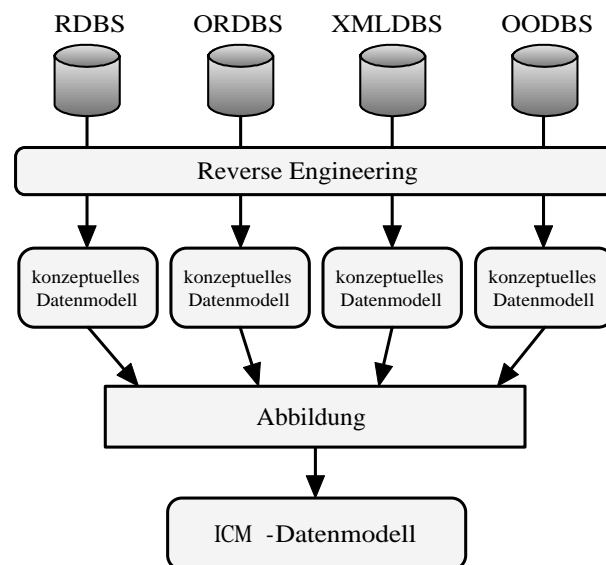 RDBS ORDBS XMLDBS OODBS
Reverse Engineering
konzeptuelles konzeptuelles konzeptuelles konzeptuelles
Datenmodell Datenmodell Datenmodell Datenmodell
Abbildung
ICM -Datenmodell